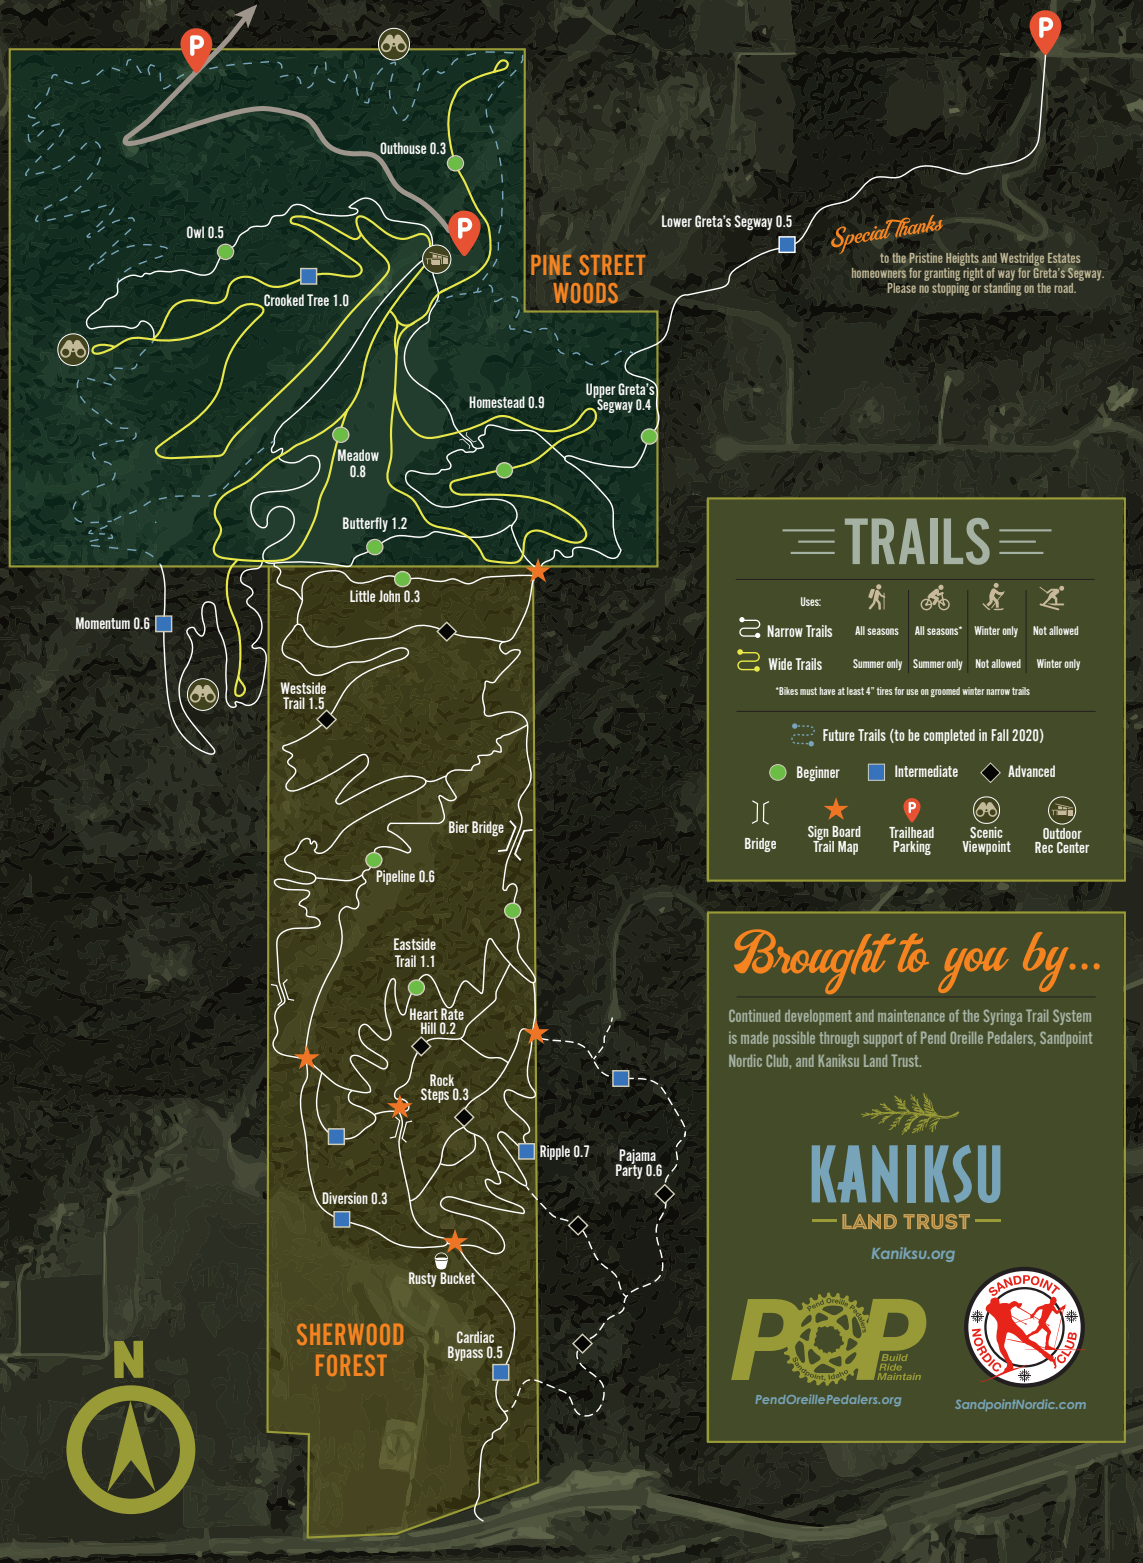 P
P
Outhouse 0.3
P
Owl 0.5
Lower Greta's Segway 0.5
Special Thanks
to the Pristine Heights and Westridge Estates
homeowners for granting right of way for Greta's Segway.
Please no stopping or standing on the road.
PINE STREET
WOODS
Crooked Tree 1.0
Upper Greta's
Segway 0.4
Homestead 0.9
Meadow
0.8
Butterfly 1.2
Little John 0.3
Momentum 0.6
Westside
Trail 1.5
Bier Bridge
Pipeline 0.6
Eastside
Trail 1.1
Heart Rate
Hill 0.2
Rock
Steps 0.3
Ripple 0.7
Pajama
Party 0.6
Diversion 0.3
Rusty Bucket
SHERWOOD
FOREST
Cardiac
Bypass 0.5
N
TRAILS
Uses:
Narrow Trails
All seasons
All seasons*
Winter only
Not allowed
Wide Trails
Summer only
Summer only
Not allowed
Winter only
*Bikes must have at least 4" tires for use on groomed winter narrow trails
Future Trails (to be completed in Fall 2020)
Beginner
Intermediate
Advanced
P
Bridge
Sign Board
Trail Map
Trailhead
Parking
Scenic
Viewpoint
Outdoor
Rec Center
Brought to you by...
Continued development and maintenance of the Syringa Trail System
is made possible through support of Pend Oreille Pedalers, Sandpoint
Nordic Club, and Kaniksu Land Trust.
KANIKSU
LAND TRUST
Kaniksu.org
POP
Pend Oreille Pedalers
Sandpoint, Idaho
Build
Ride
Maintain
PendOreillePedalers.org
SANDPOINT
NORDIC
CLUB
SandpointNordic.com